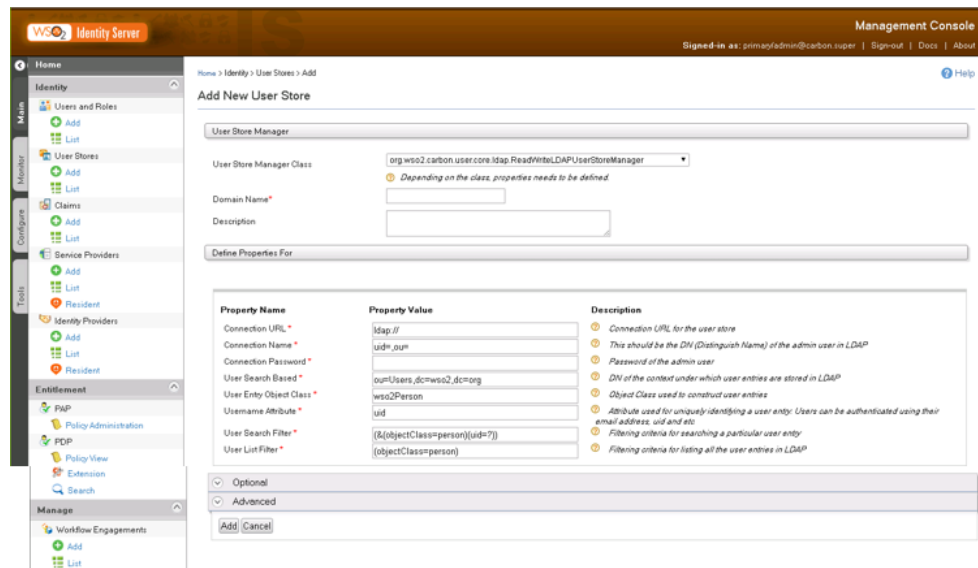 WSO2 Identity Server
Management Console
Signed-in as: primary/admin@carbon.super | Sign-out | Docs | About
Main
Monitor
Configure
Tools
Home
Identity
Users and Roles
Add
List
User Stores
Add
List
Claims
Add
List
Service Providers
Add
List
Resident
Identity Providers
Add
List
Resident
Entitlement
PAP
Policy Administration
PDP
Policy View
Extension
Search
Manage
Workflow Engagements
Add
List
Home > Identity > User Stores > Add
Help
Add New User Store
User Store Manager
User Store Manager Class org.wso2.carbon.user.core.ldap.ReadWriteLDAPUserStoreManager
Depending on the class, properties needs to be defined.
Domain Name*
Description
Define Properties For
Property Name Property Value Description
Connection URL * ldap:// Connection URL for the user store
Connection Name * uid=,ou= This should be the DN (Distinguish Name) of the admin user in LDAP
Connection Password * Password of the admin user
User Search Based * ou=Users,dc=wso2,dc=org DN of the context under which user entries are stored in LDAP
User Entry Object Class * wso2Person Object Class used to construct user entries
Username Attribute * uid Attribute used for uniquely identifying a user entry. Users can be authenticated using their
email address, uid and etc
User Search Filter * (&(objectClass=person)(uid=?)) Filtering criteria for searching a particular user entry
User List Filter * (objectClass=person) Filtering criteria for listing all the user entries in LDAP
Optional
Advanced
Add Cancel